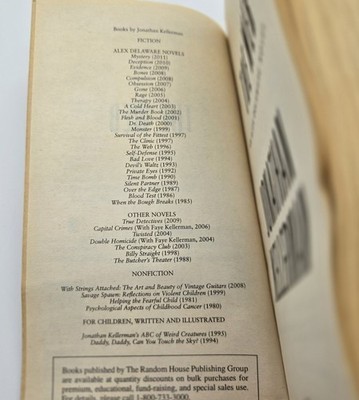 Books by Jonathan Kellerman
FICTION
ALEX DELAWARE NOVELS
Mystery (2011)
Deception (2010)
Evidence (2009)
Bones (2008)
Compulsion (2008)
Obsession (2007)
Gone (2006)
Rage (2005)
Therapy (2004)
A Cold Heart (2003)
The Murder Book (2002)
Flesh and Blood (2001)
Dr. Death (2000)
Monster (1999)
Survival of the Fittest (1997)
The Clinic (1997)
The Web (1996)
Self-Defense (1995)
Bad Love (1994)
Devil's Waltz (1993)
Private Eyes (1992)
Time Bomb (1990)
Silent Partner (1989)
Over the Edge (1987)
Blood Test (1986)
When the Bough Breaks (1985)
OTHER NOVELS
True Detectives (2009)
Capital Crimes (With Faye Kellerman, 2006)
Twisted (2004)
Double Homicide (With Faye Kellerman, 2004)
The Conspiracy Club (2003)
Billy Straight (1998)
The Butcher's Theater (1988)
NONFICTION
With Strings Attached: The Art and Beauty of Vintage Guitars (2008)
Savage Spawn: Reflections on Violent Children (1999)
Helping the Fearful Child (1981)
Psychological Aspects of Childhood Cancer (1980)
FOR CHILDREN, WRITTEN AND ILLUSTRATED
Jonathan Kellerman's ABC of Weird Creatures (1995)
Daddy, Daddy, Can You Touch the Sky? (1994)
Books published by The Random House Publishing Group
are available at quantity discounts on bulk purchases for
premium, educational, fund-raising, and special sales use.
For details, please call 1-800-733-3000.